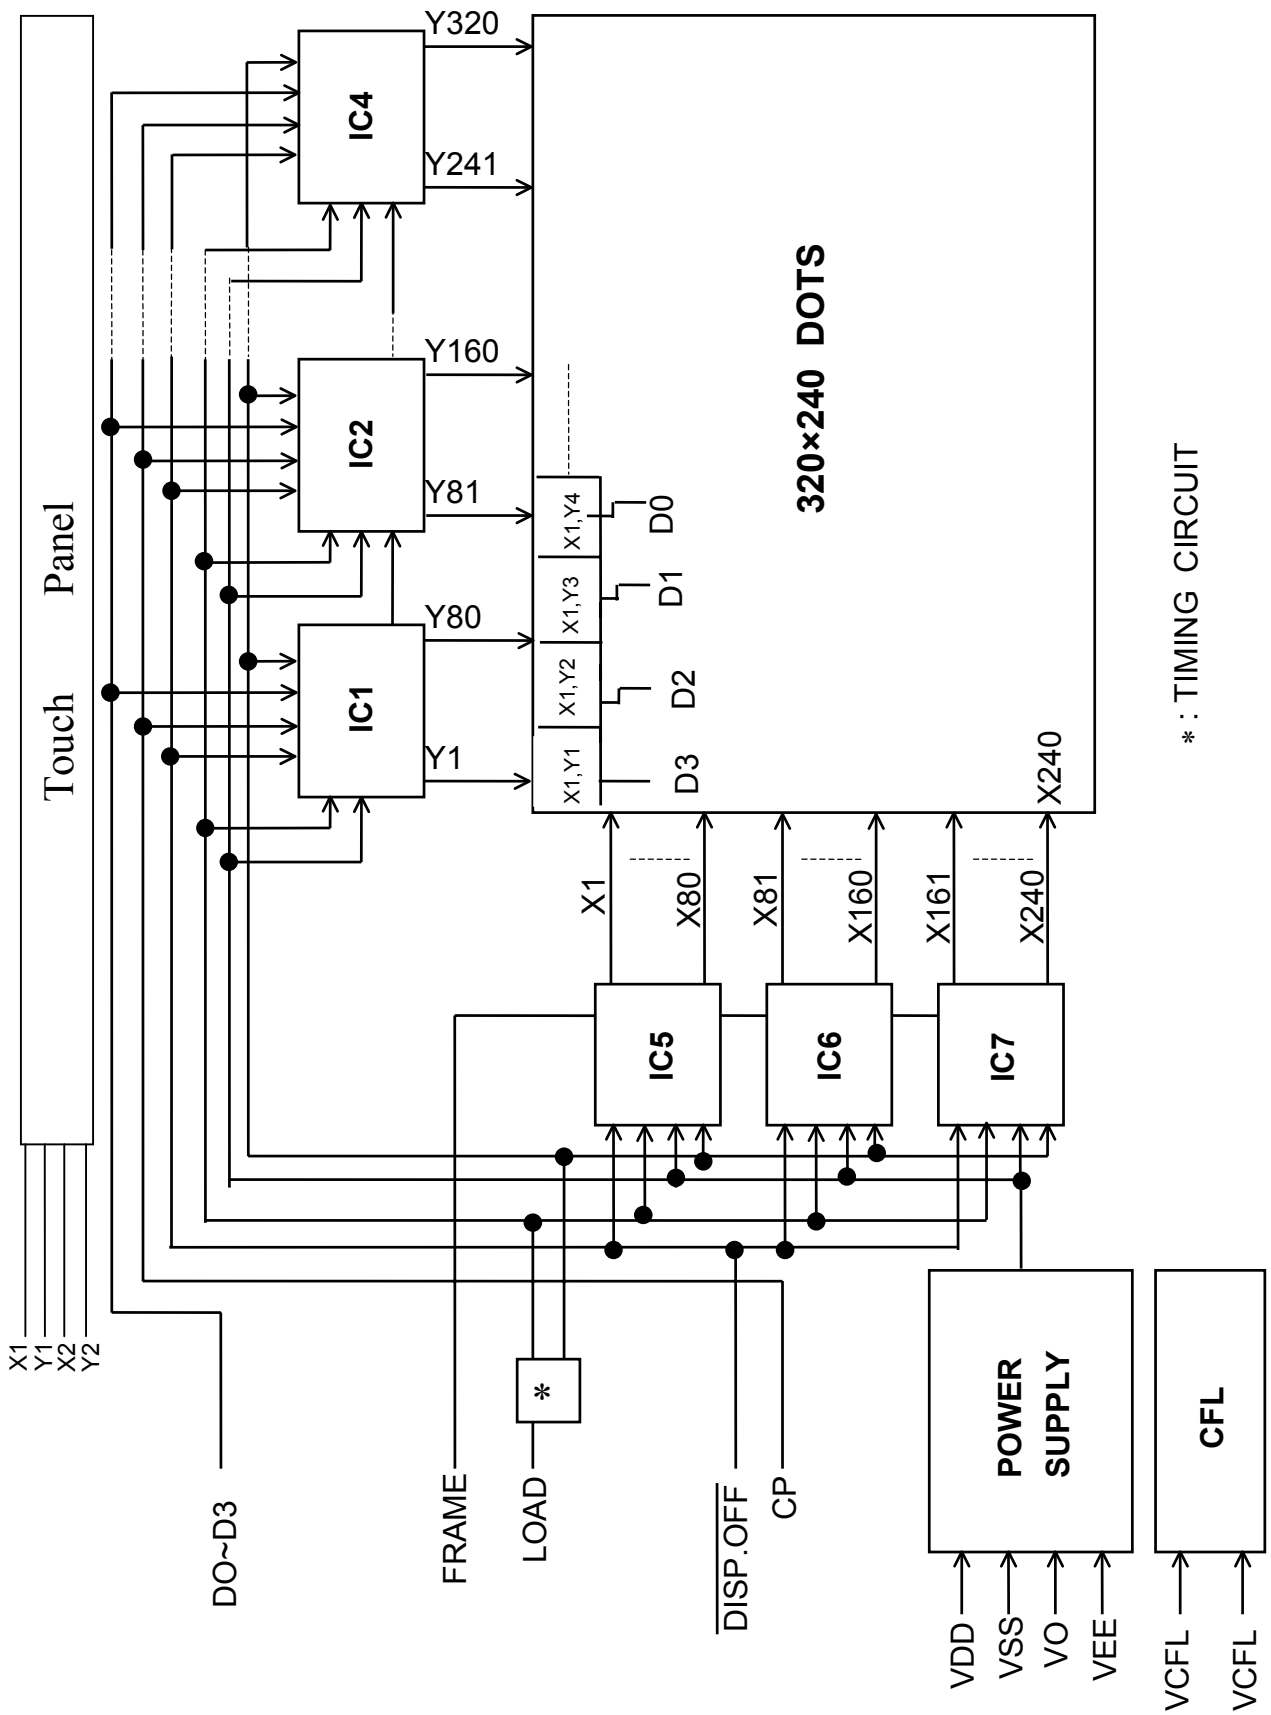 Touch Panel
X1
Y1
X2
Y2
IC1
IC2
IC4
Y1
Y80
Y81
Y160
Y241
Y320
X1,Y1
X1,Y2
X1,Y3
X1,Y4
D3
D2
D1
D0
320×240 DOTS
X240
X1
X80
X81
X160
X161
X240
IC5
IC6
IC7
DO~D3
FRAME
LOAD
*
DISP.OFF
CP
VDD
VSS
VO
VEE
POWER
SUPPLY
VCFL
VCFL
CFL
* : TIMING CIRCUIT